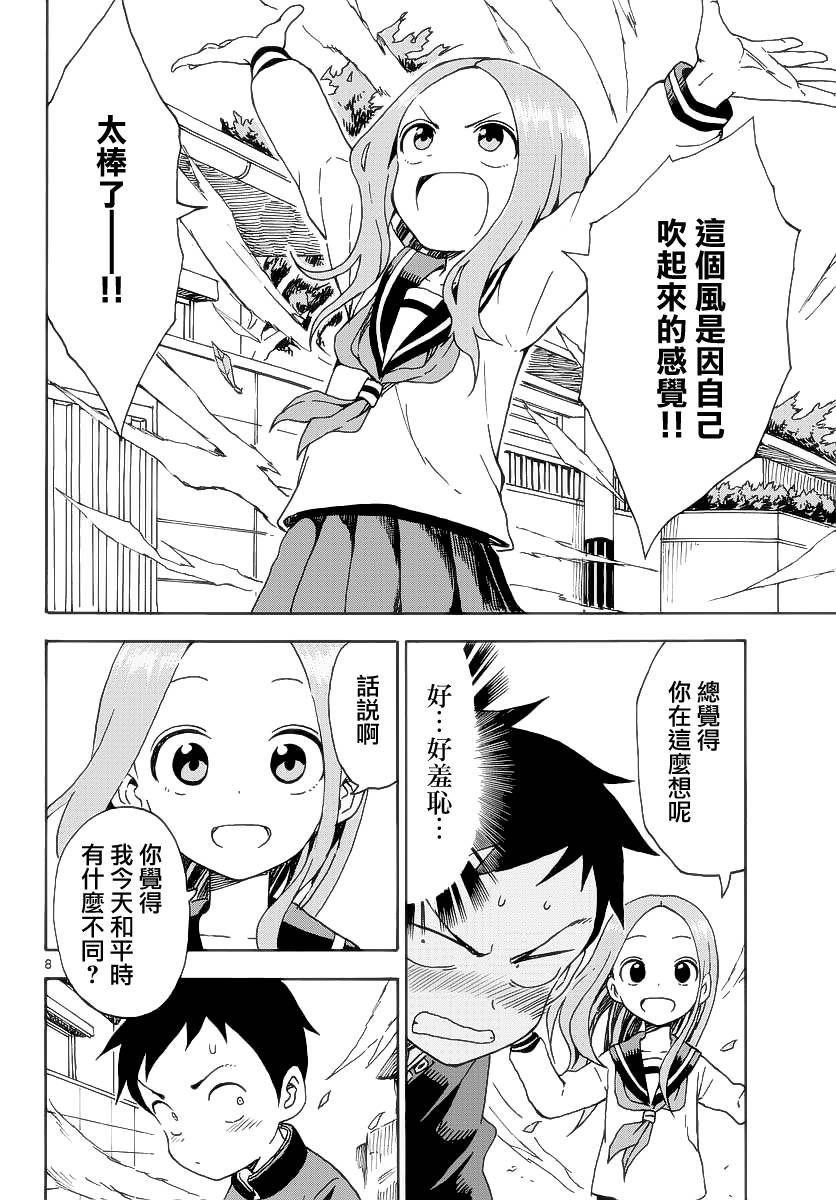 這個風是因自己
吹起來的感覺!!
太棒了——!!
總覺得
你在這麼想呢
好…好羞恥…
話說啊
你覺得
我今天和平時
有什麼不同?
8